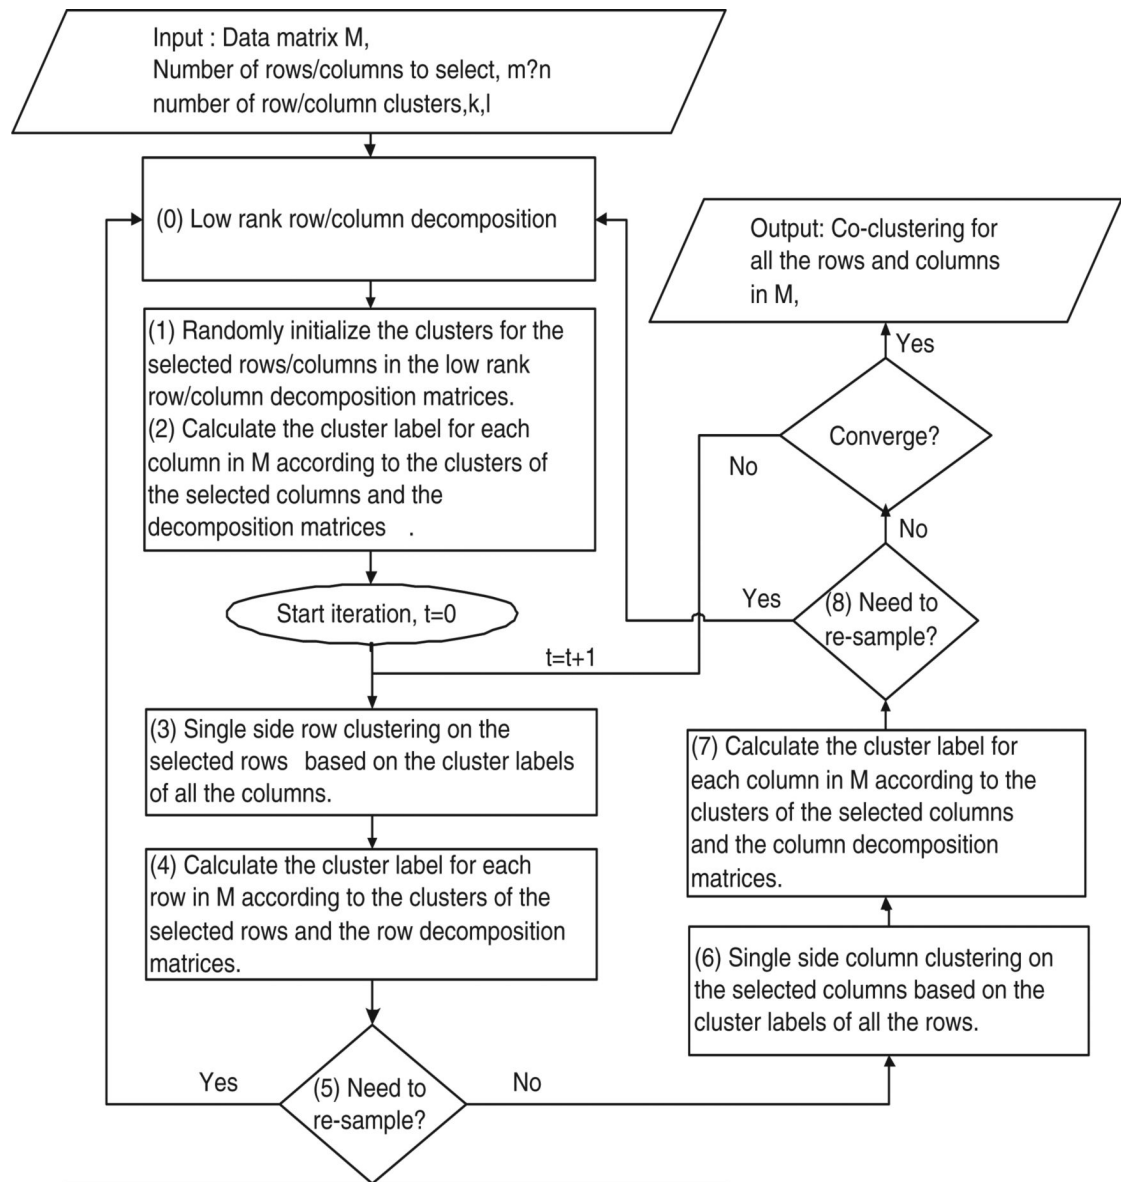 Input : Data matrix M,
Number of rows/columns to select, m?n
number of row/column clusters,k,l
(0) Low rank row/column decomposition
(1) Randomly initialize the clusters for the
selected rows/columns in the low rank
row/column decomposition matrices.
(2) Calculate the cluster label for each
column in M according to the clusters of
the selected columns and the
decomposition matrices .
Start iteration, t=0
t=t+1
(3) Single side row clustering on the
selected rows based on the cluster labels
of all the columns.
(4) Calculate the cluster label for each
row in M according to the clusters of the
selected rows and the row decomposition
matrices.
(5) Need to
re-sample?
Yes
No
(6) Single side column clustering on
the selected columns based on the
cluster labels of all the rows.
(7) Calculate the cluster label for
each column in M according to the
clusters of the selected columns
and the column decomposition
matrices.
(8) Need to
re-sample?
Yes
No
Converge?
No
Yes
Output: Co-clustering for
all the rows and columns
in M,